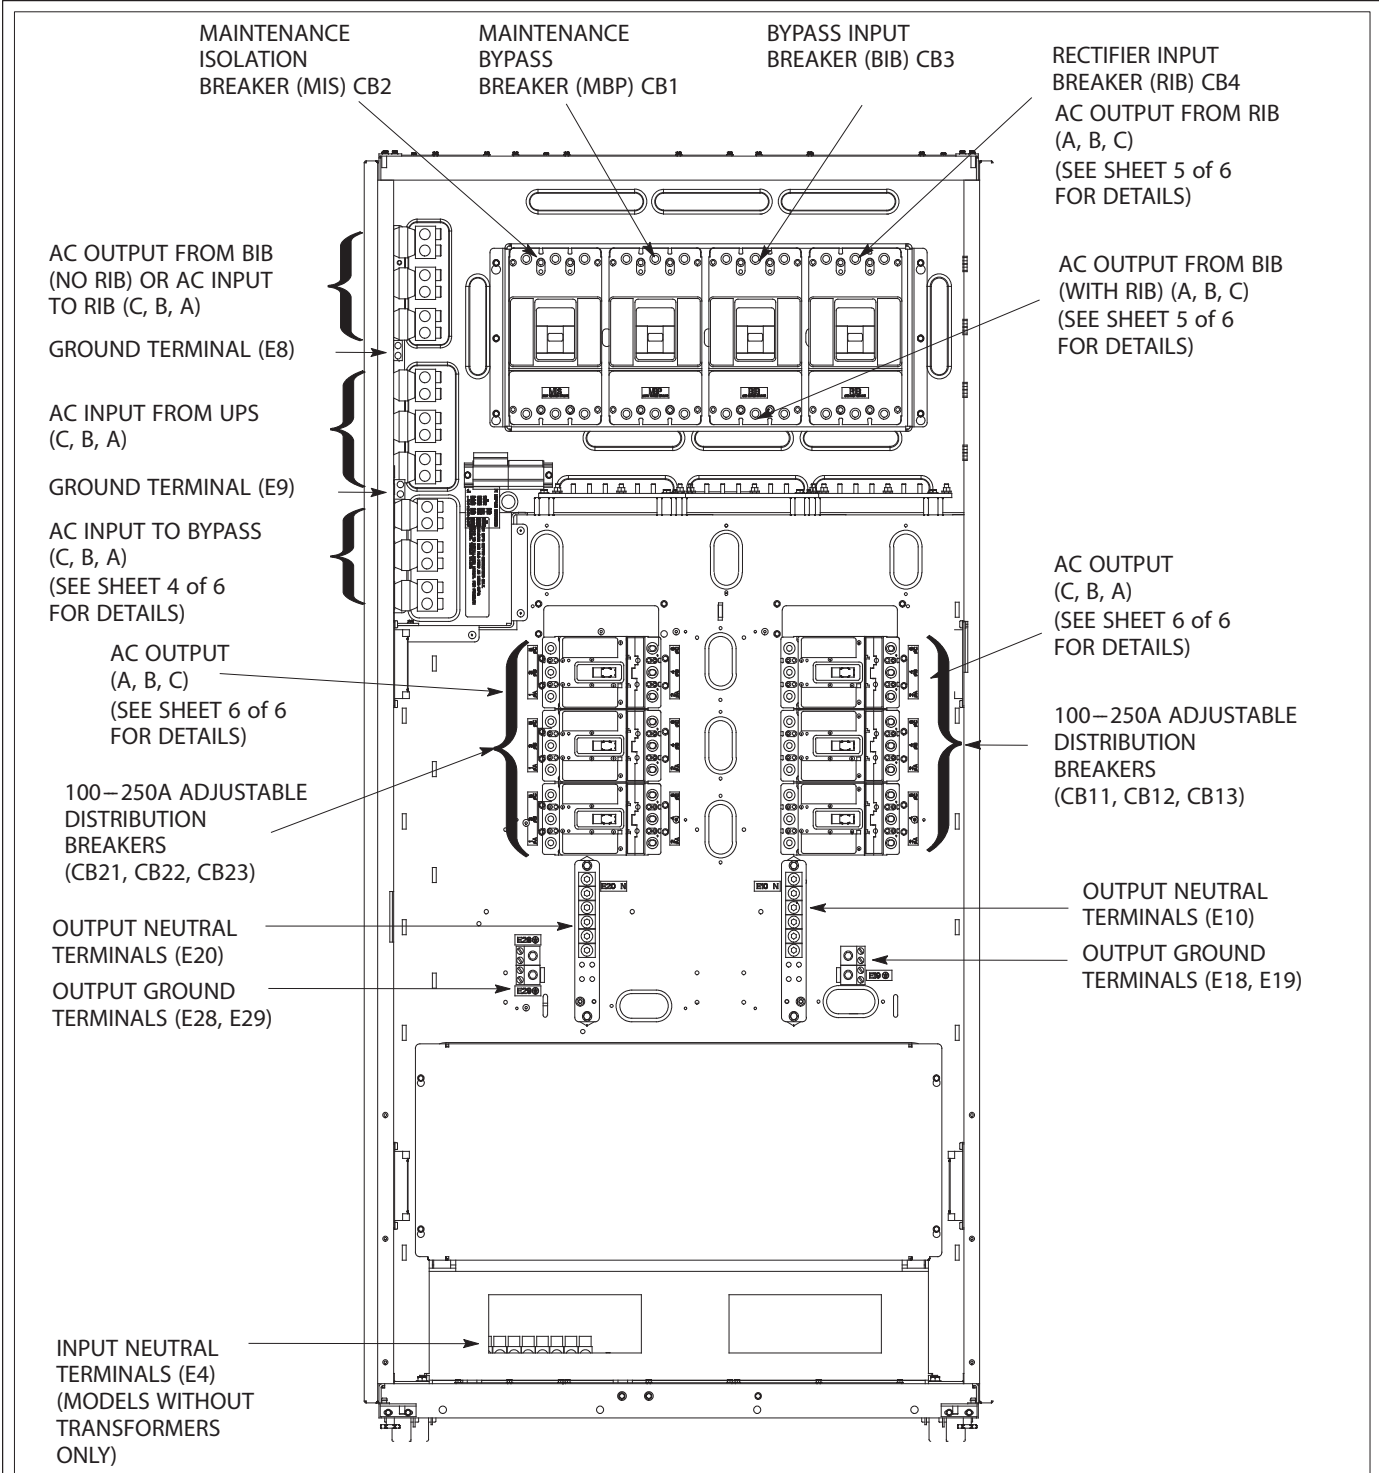 MAINTENANCE
ISOLATION
BREAKER (MIS) CB2
MAINTENANCE
BYPASS
BREAKER (MBP) CB1
BYPASS INPUT
BREAKER (BIB) CB3
RECTIFIER INPUT
BREAKER (RIB) CB4
AC OUTPUT FROM RIB
(A, B, C)
(SEE SHEET 5 of 6
FOR DETAILS)
AC OUTPUT FROM BIB
(NO RIB) OR AC INPUT
TO RIB (C, B, A)
AC OUTPUT FROM BIB
(WITH RIB) (A, B, C)
(SEE SHEET 5 of 6
FOR DETAILS)
GROUND TERMINAL (E8)
AC INPUT FROM UPS
(C, B, A)
GROUND TERMINAL (E9)
AC INPUT TO BYPASS
(C, B, A)
(SEE SHEET 4 of 6
FOR DETAILS)
AC OUTPUT
(C, B, A)
(SEE SHEET 6 of 6
FOR DETAILS)
AC OUTPUT
(A, B, C)
(SEE SHEET 6 of 6
FOR DETAILS)
100–250A ADJUSTABLE
DISTRIBUTION
BREAKERS
(CB11, CB12, CB13)
100–250A ADJUSTABLE
DISTRIBUTION
BREAKERS
(CB21, CB22, CB23)
MIS
MBP
BIB
RIB
E20 N
E10 N
OUTPUT NEUTRAL
TERMINALS (E10)
OUTPUT NEUTRAL
TERMINALS (E20)
E28
E19
E29
OUTPUT GROUND
TERMINALS (E18, E19)
OUTPUT GROUND
TERMINALS (E28, E29)
INPUT NEUTRAL
TERMINALS (E4)
(MODELS WITHOUT
TRANSFORMERS
ONLY)